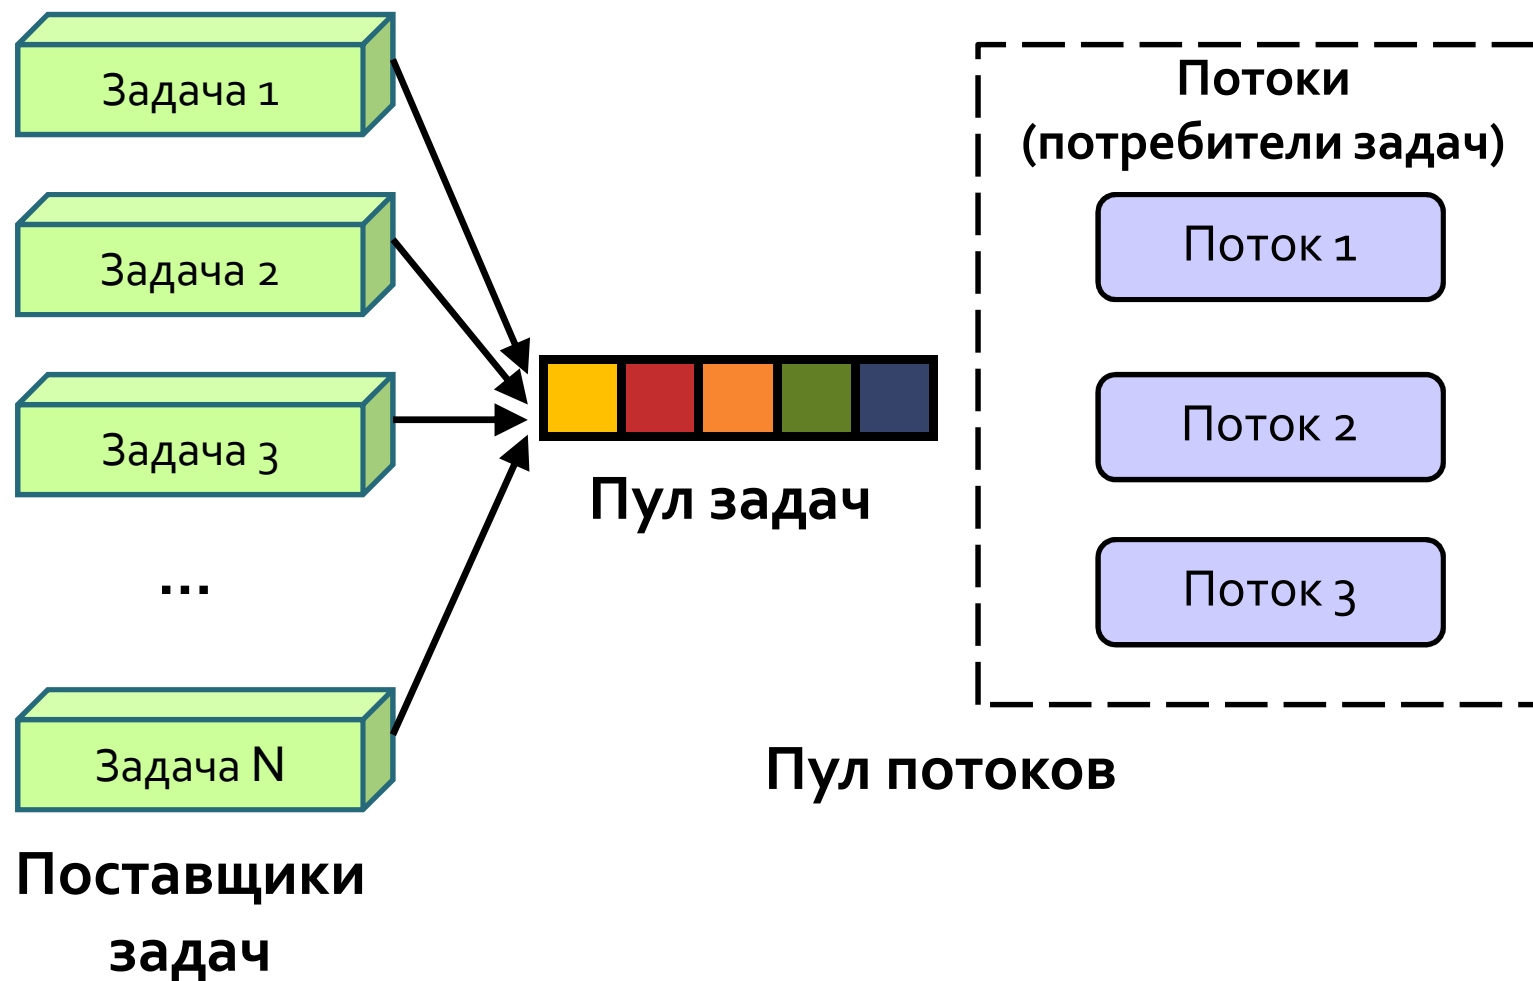 Задача 1
Задача 2
Задача 3
...
Задача N
Поставщики
задач
Пул задач
Потоки
(потребители задач)
Поток 1
Поток 2
Поток 3
Пул потоков